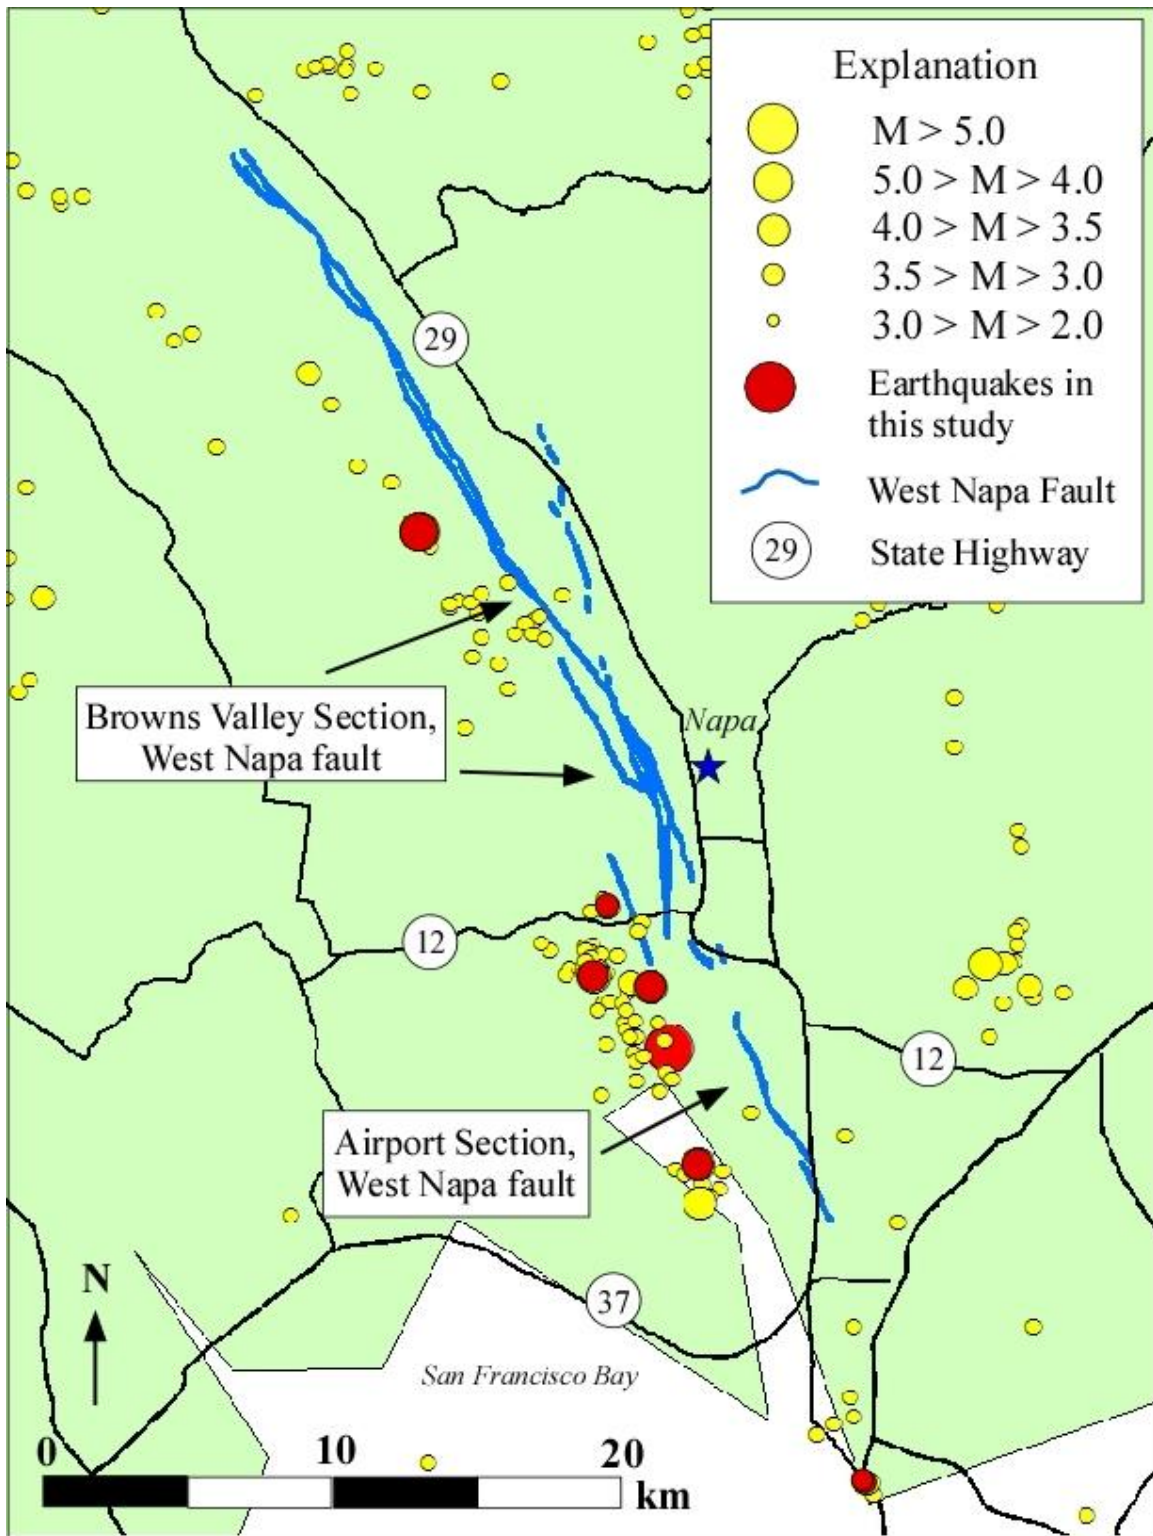 Explanation
M > 5.0
5.0 > M > 4.0
4.0 > M > 3.5
3.5 > M > 3.0
3.0 > M > 2.0
Earthquakes in
this study
West Napa Fault
29
State Highway
29
Napa
Browns Valley Section,
West Napa fault
12
12
Airport Section,
West Napa fault
N
37
San Francisco Bay
0 10 20
km